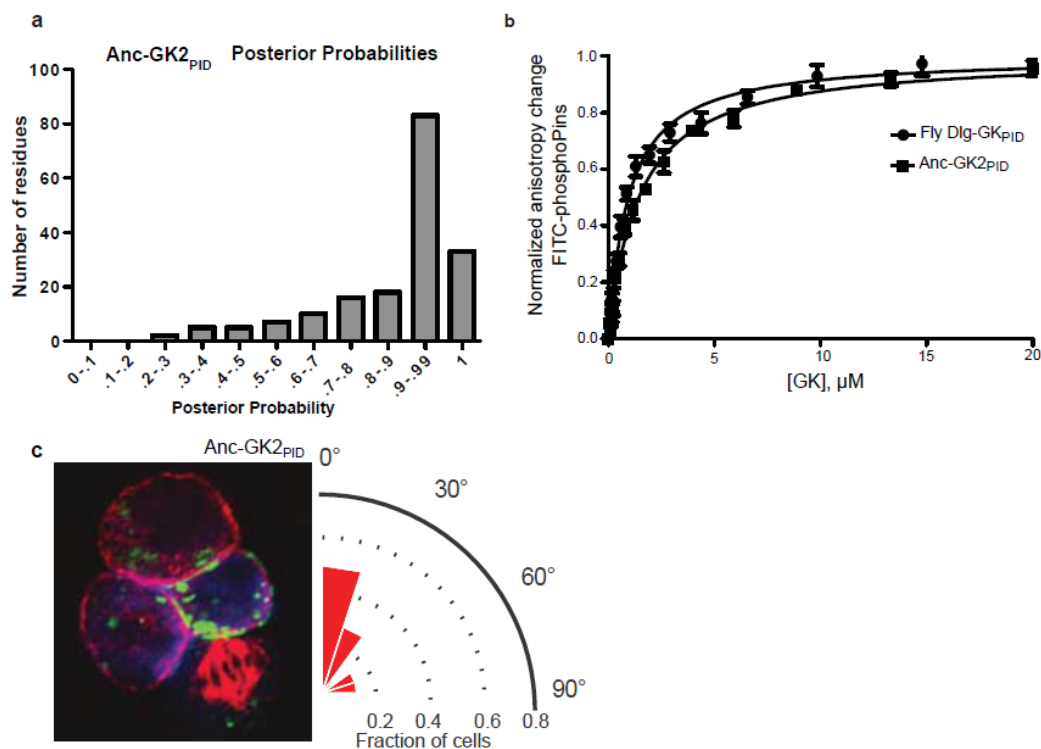 a
Anc-GK2PID Posterior Probabilities
Number of residues
100
80
60
40
20
0
0-.1
.1-.2
.2-.3
.3-.4
.4-.5
.5-.6
.6-.7
.7-.8
.8-.9
.9-.99
1
Posterior Probability
b
Normalized anisotropy change
FITC-phosphoPins
1.0
0.8
0.6
0.4
0.2
0.0
0
5
10
15
20
[GK], µM
Fly Dlg-GKPID
Anc-GK2PID
c
Anc-GK2PID
0°
30°
60°
90°
0.2
0.4
0.6
0.8
Fraction of cells